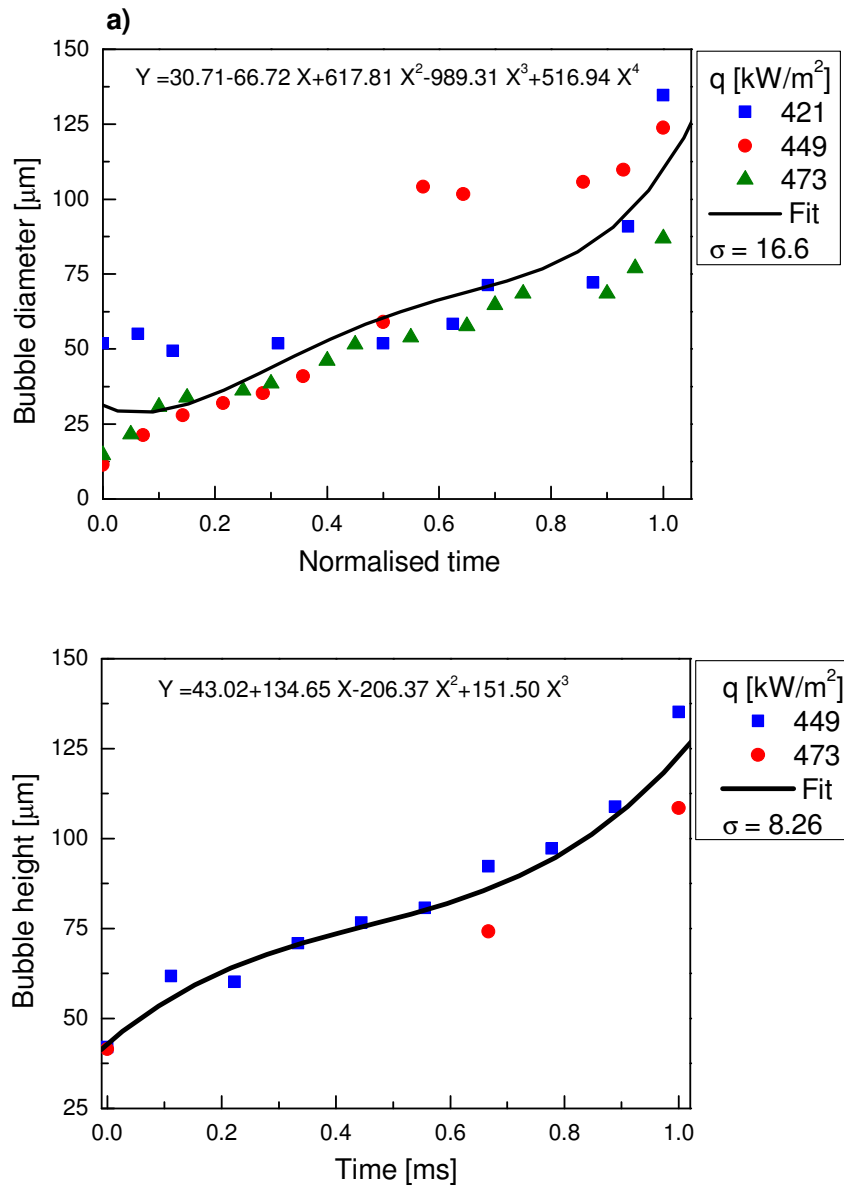 a)
Y =30.71-66.72 X+617.81 X²-989.31 X³+516.94 X⁴
150
125
100
75
50
25
0
Bubble diameter [μm]
0.0 0.2 0.4 0.6 0.8 1.0
Normalised time
q [kW/m²]
421
449
473
Fit
σ = 16.6
Y =43.02+134.65 X-206.37 X²+151.50 X³
150
125
100
75
50
25
Bubble height [μm]
0.0 0.2 0.4 0.6 0.8 1.0
Time [ms]
q [kW/m²]
449
473
Fit
σ = 8.26